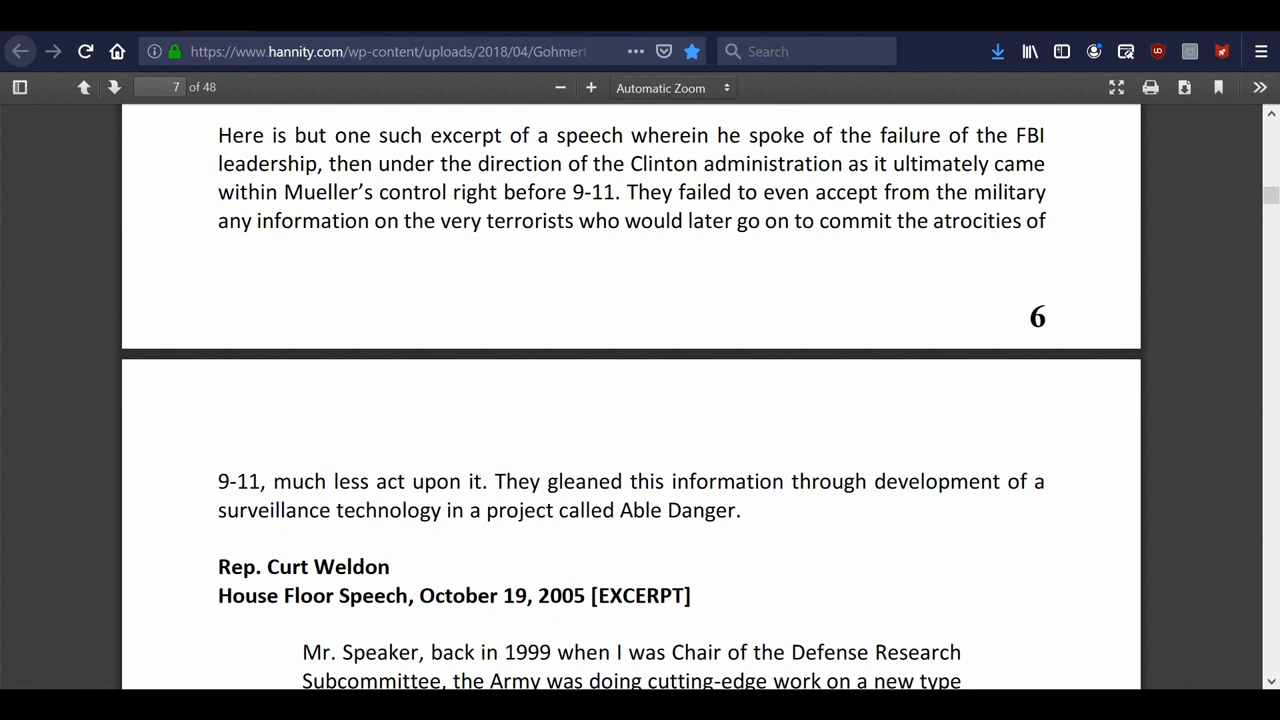 https://www.hannity.com/wp-content/uploads/2018/04/Gohmert
Search
7 of 48
Automatic Zoom
Here is but one such excerpt of a speech wherein he spoke of the failure of the FBI
leadership, then under the direction of the Clinton administration as it ultimately came
within Mueller’s control right before 9-11. They failed to even accept from the military
any information on the very terrorists who would later go on to commit the atrocities of
6
9-11, much less act upon it. They gleaned this information through development of a
surveillance technology in a project called Able Danger.
Rep. Curt Weldon
House Floor Speech, October 19, 2005 [EXCERPT]
Mr. Speaker, back in 1999 when I was Chair of the Defense Research
Subcommittee, the Army was doing cutting-edge work on a new type